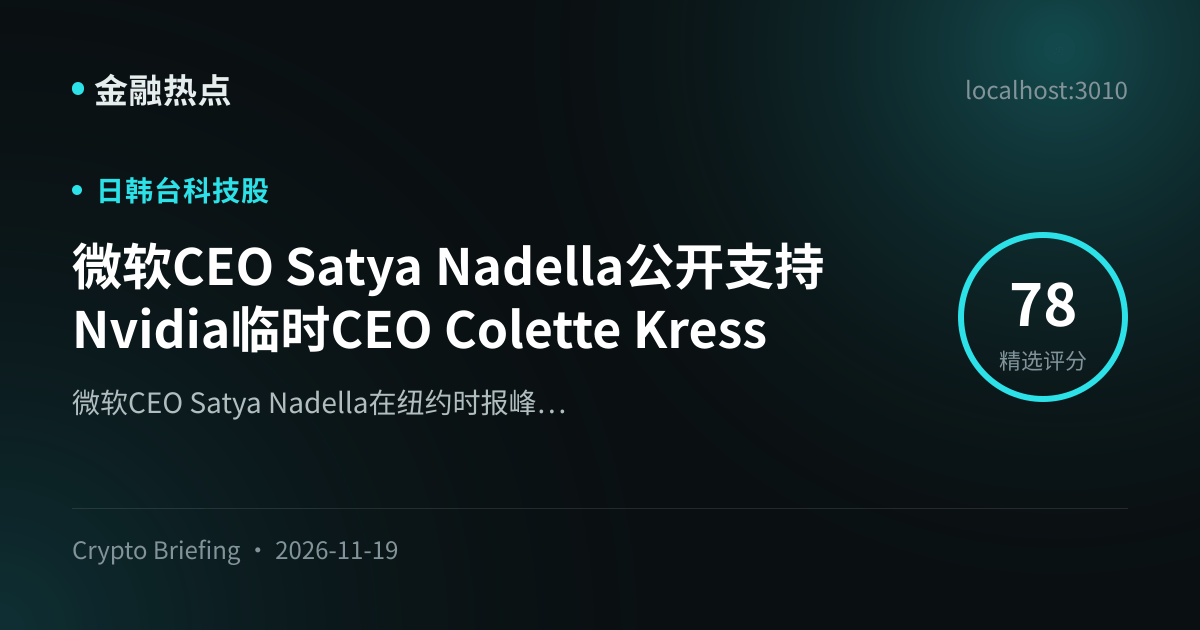 金融热点
localhost:3010
日韩台科技股
微软CEO Satya Nadella公开支持
Nvidia临时CEO Colette Kress
78
精选评分
微软CEO Satya Nadella在纽约时报峰…
Crypto Briefing · 2026-11-19